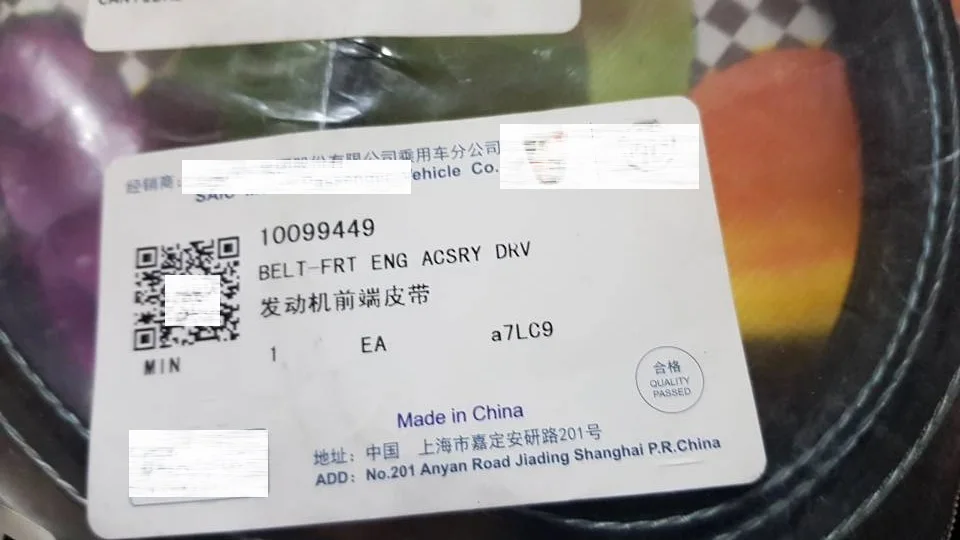 经销商:
股份有限公司乘用车分公司
SAIC
Vehicle Co.
10099449
BELT-FRT ENG ACSRY DRV
发动机前端皮带
1 EA a7LC9
MIN
合格
QUALITY
PASSED
Made in China
地址：中国 上海市嘉定安研路201号
ADD：No.201 Anyan Road Jiading Shanghai P.R.China